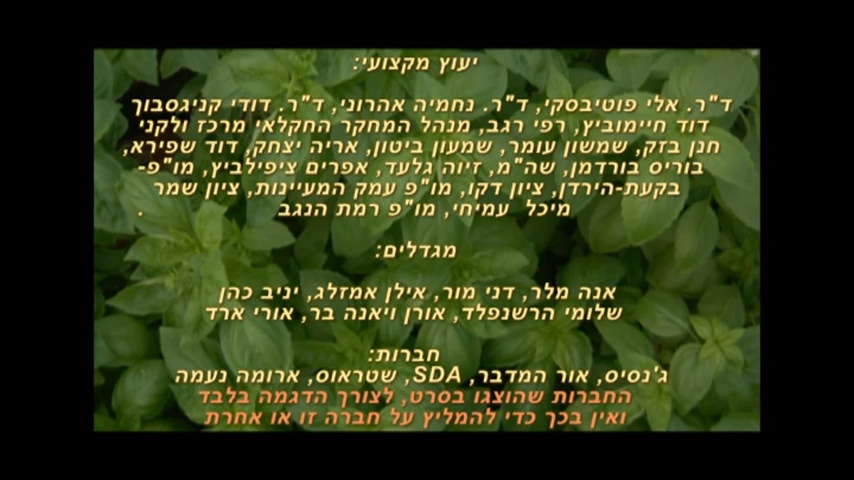 יעוץ מקצועי:
ד"ר. אלי פוטיבסקי, ד"ר. נחמיה אהרוני, ד"ר. דודי קניגסבוך
דוד חיימוביץ, רפי רגב, מנהל המחקר החקלאי מרכז ולקני
חנן בזק, שמשון עומר, שמעון ביטון, אריה יצחק, דוד שפירא,
בוריס בורדמן, שה"מ, זיוה גלעד, אפרים ציפילביץ, מו"פ-
בקעת-הירדן, ציון דקו, מו"פ עמק המעיינות, ציון שמר
מיכל עמיחי, מו"פ רמת הנגב .
מגדלים:
אנה מלר, דני מור, אילן אמזלג, יניב כהן
שלומי הרשנפלד, אורן ויאנה בר, אורי ארד
חברות:
ג'נסיס, אור המדבר, SDA, שטראוס, ארומה נעמה
החברות שהוצגו בסרט, לצורך הדגמה בלבד
ואין בכך כדי להמליץ על חברה זו או אחרת